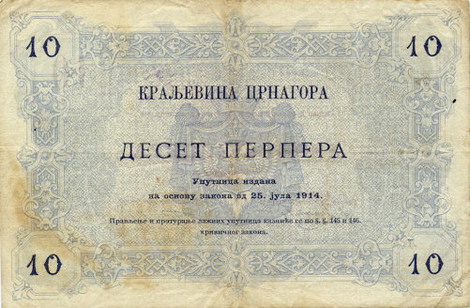 10 10
КРАЉЕВИНА ЦРНАГОРА
ДЕСЕТ ПЕРПЕРА
Упутница издана
на основу закона од 25. јула 1914.
Прављење и протурање лажних упутница казниће се по §. §. 145 и 146.
кривичног закона.
10 10